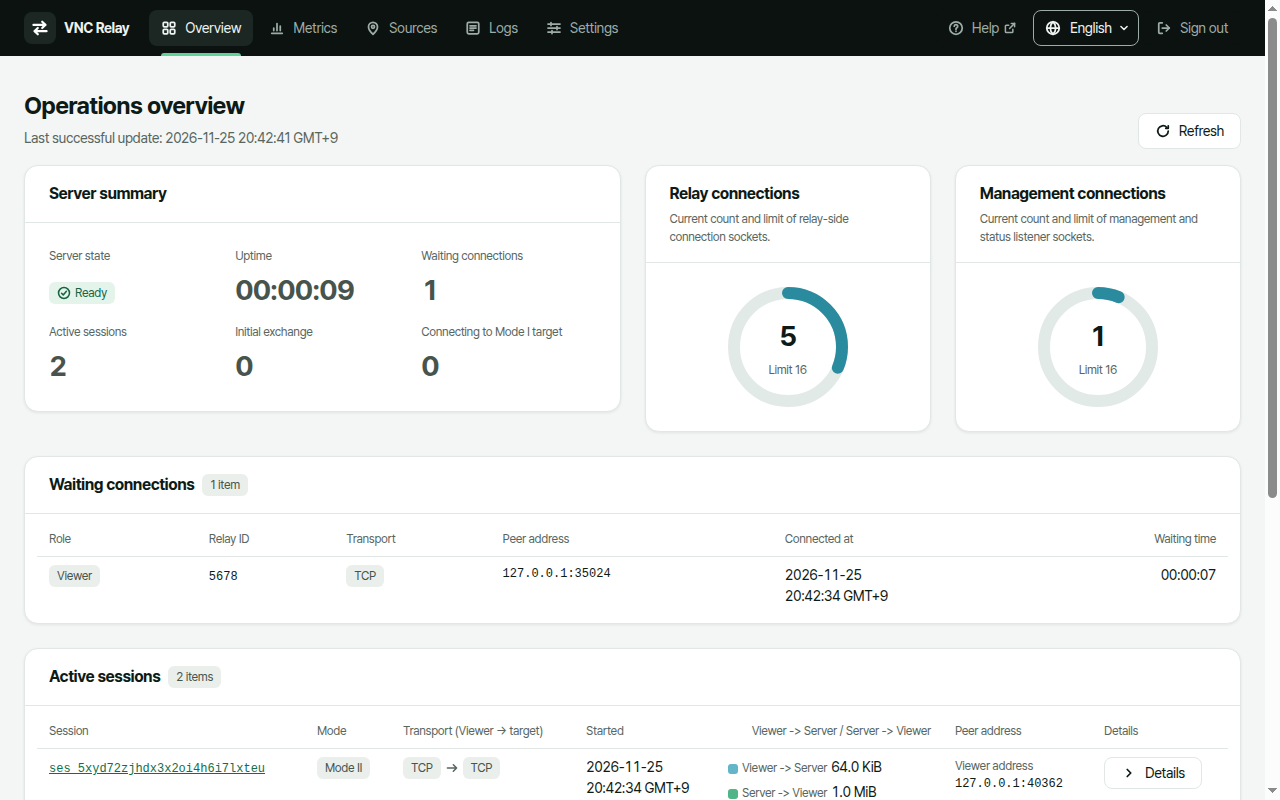 VNC Relay
Overview
Metrics
Sources
Logs
Settings
Help
English
Sign out
Operations overview
Last successful update: 2026-11-25 20:42:41 GMT+9
Refresh
Server summary
Server state
Uptime
Waiting connections
Ready
00:00:09
1
Active sessions
Initial exchange
Connecting to Mode I target
2
0
0
Relay connections
Current count and limit of relay-side
connection sockets.
5
Limit 16
Management connections
Current count and limit of management and
status listener sockets.
1
Limit 16
Waiting connections
1 item
Role
Relay ID
Transport
Peer address
Connected at
Waiting time
Viewer
5678
TCP
127.0.0.1:35024
2026-11-25
20:42:34 GMT+9
00:00:07
Active sessions
2 items
Session
Mode
Transport (Viewer → target)
Started
Viewer -> Server / Server -> Viewer
Peer address
Details
ses_5xyd72zjhdx3x2oi4h6i7lxteu
Mode II
TCP → TCP
2026-11-25
20:42:34 GMT+9
Viewer -> Server 64.0 KiB
Server -> Viewer 1.0 MiB
Viewer address
127.0.0.1:40362
Details